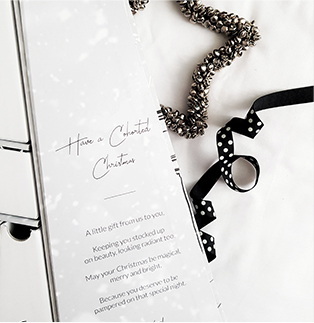 Have a Cohorted
Christmas
A little gift from us to you.
Keeping you stocked up
on beauty, looking radiant too.
May your Christmas be magical,
merry and bright.
Because you deserve to be
pampered on that special night.